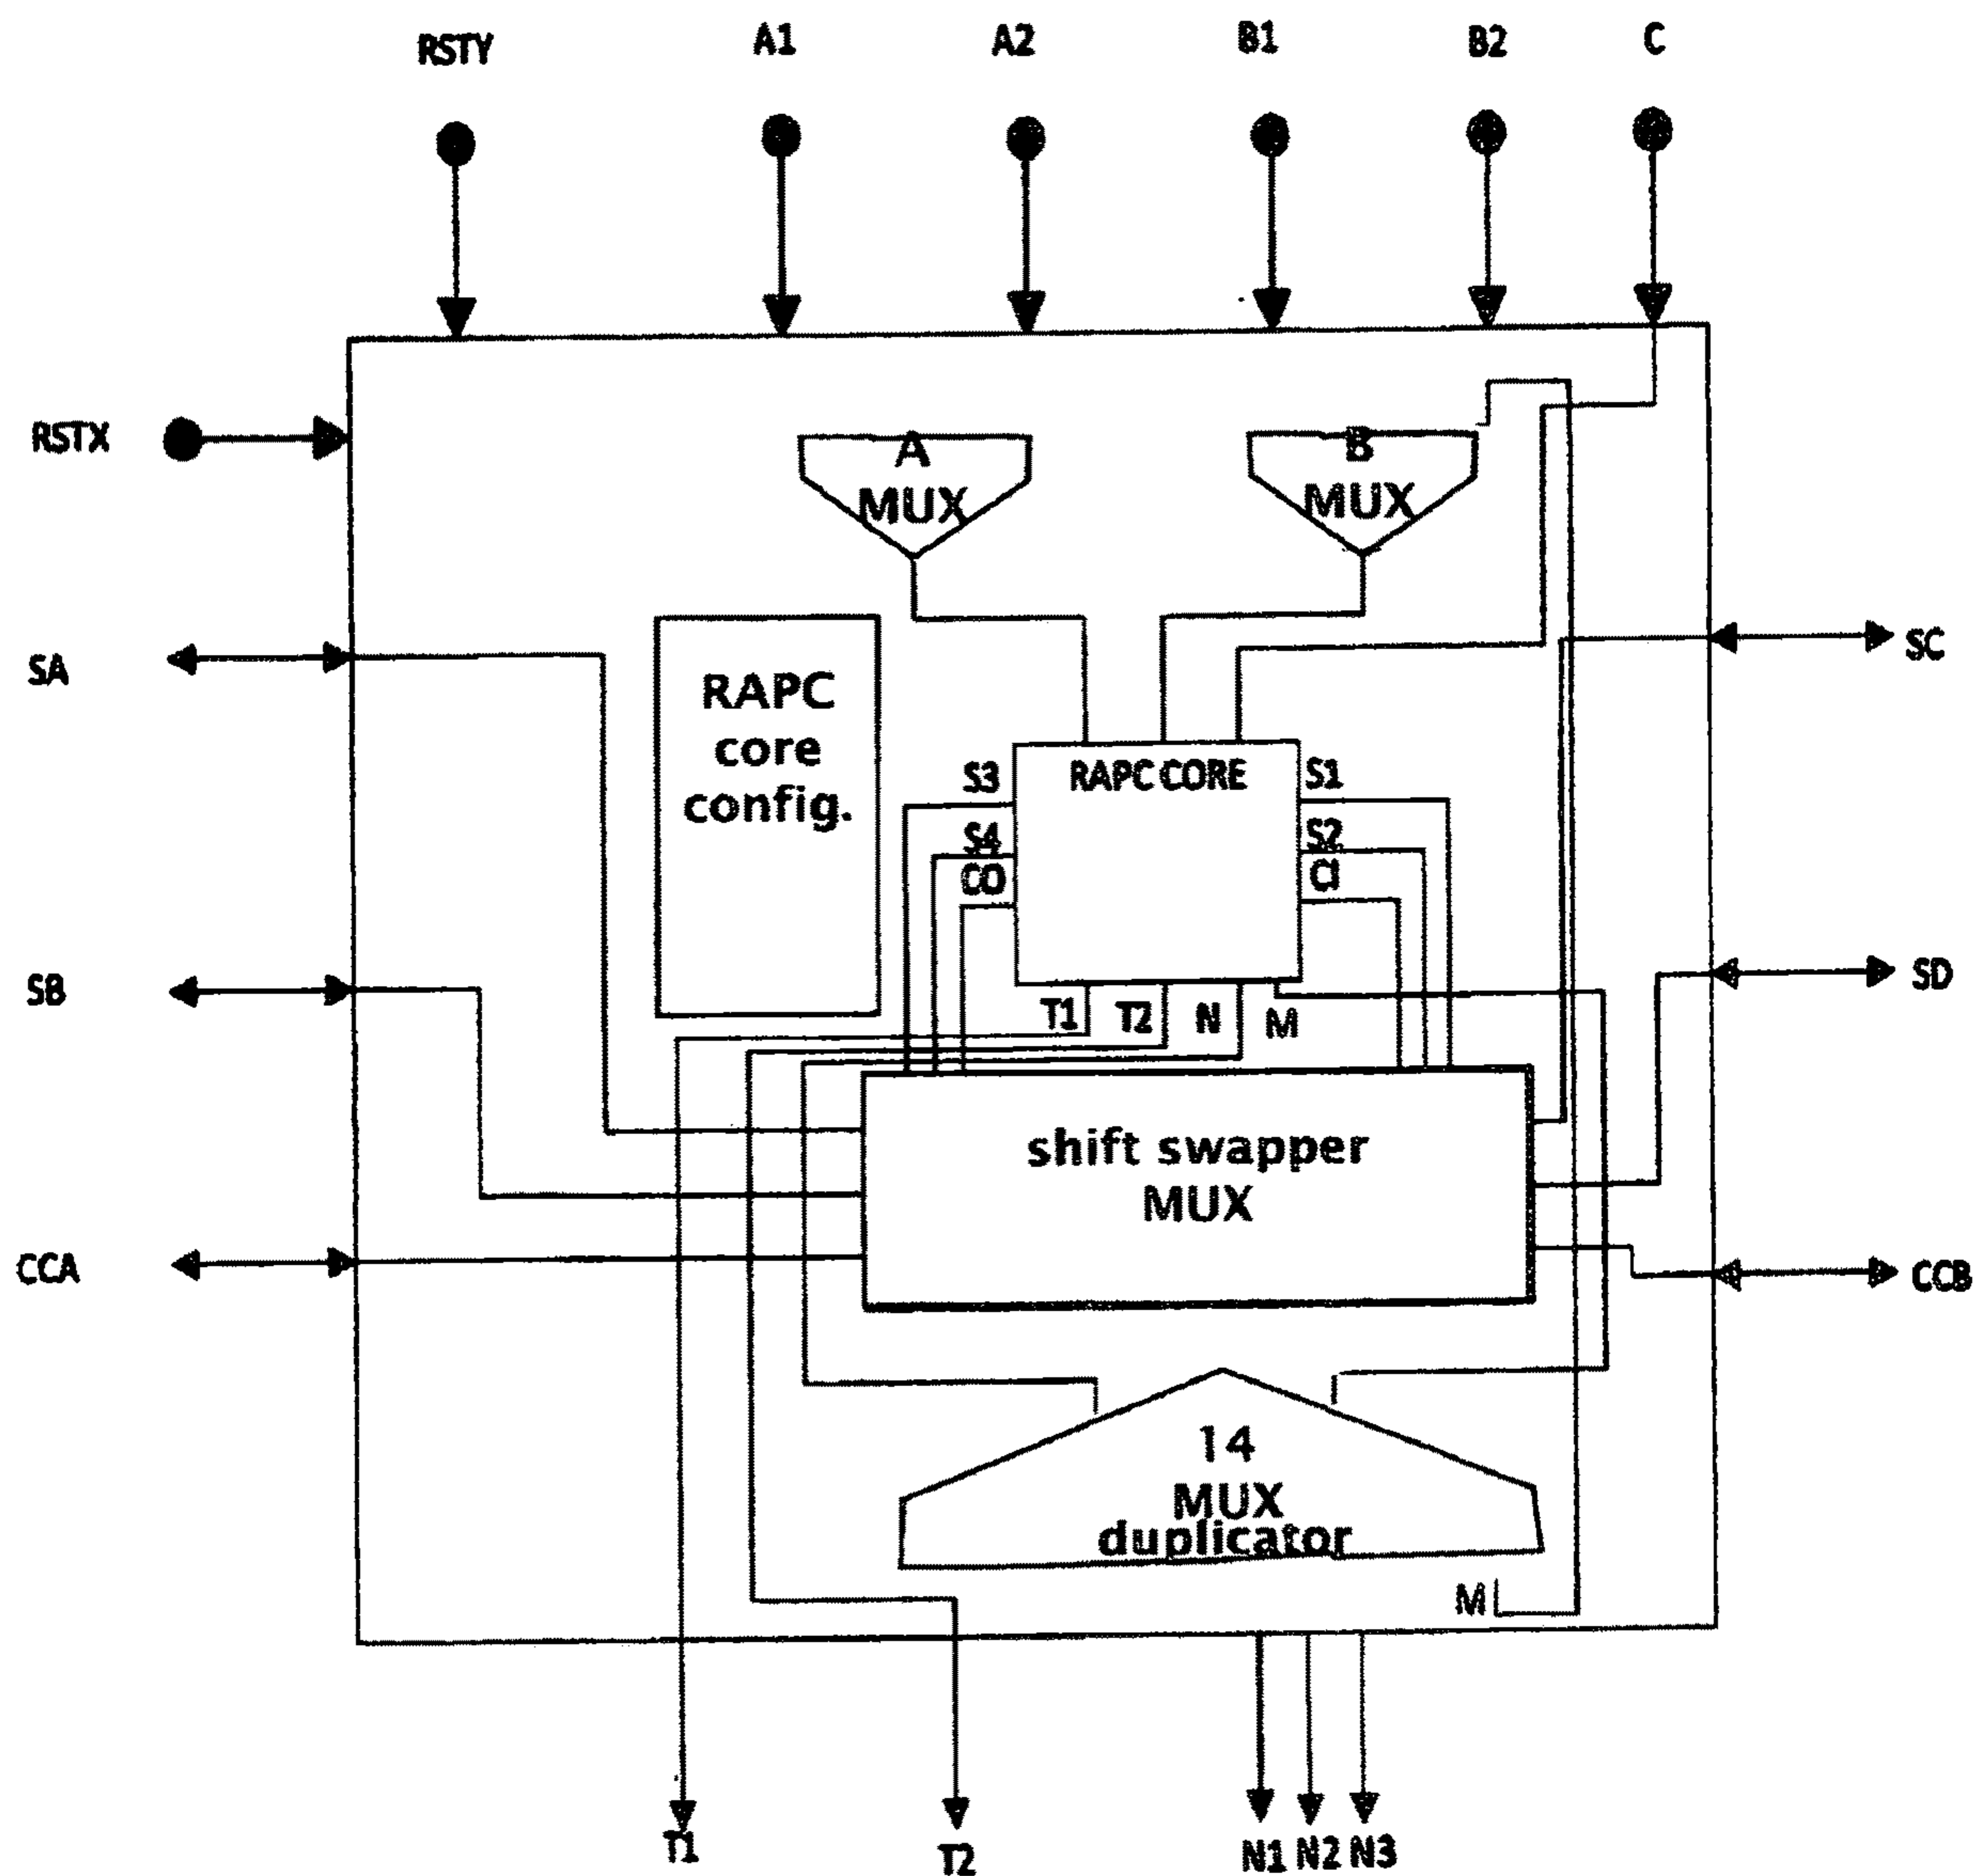 RSTY
A1
A2
B1
B2
C
RSTX
A
MUX
B
MUX
SA
SC
RAPC
core
config.
RAPC CORE
S3
S1
S4
S2
CO
CI
SB
SD
T1
T2
N
M
shift swapper
MUX
CCA
CCB
14
MUX
duplicator
M
T1
T2
N1
N2
N3